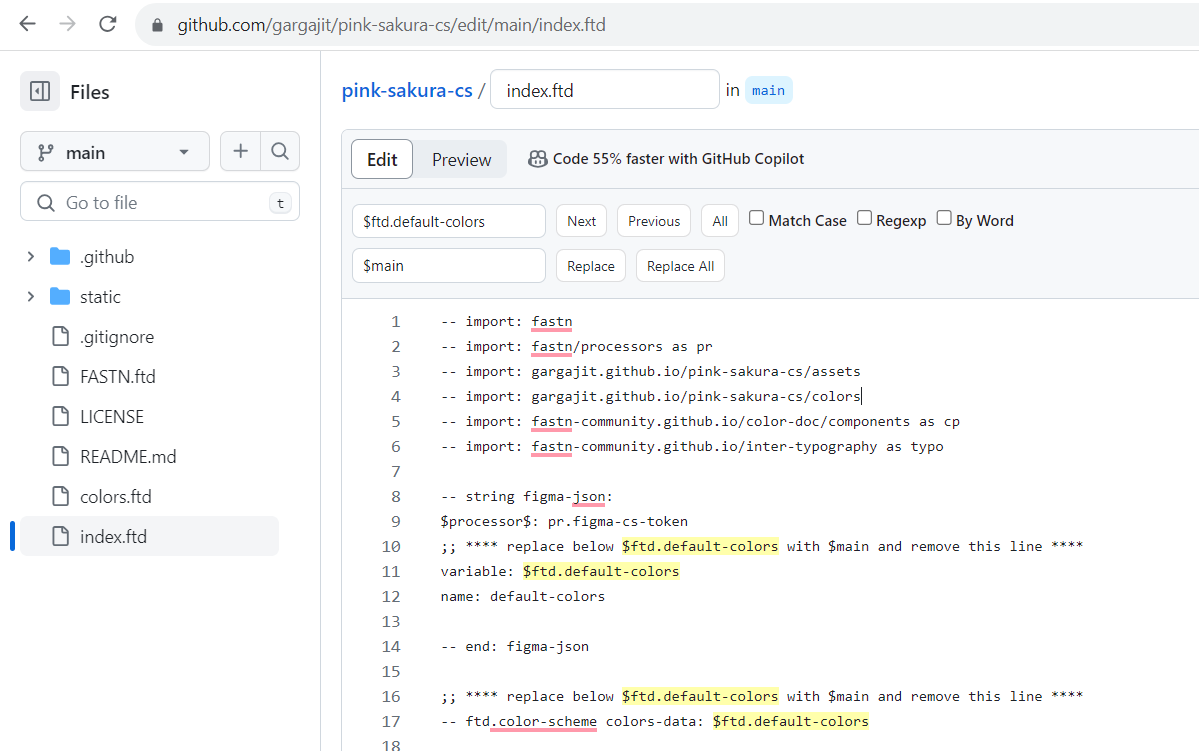 github.com/gargajit/pink-sakura-cs/edit/main/index.ftd
Files
main
Go to file
t
.github
static
.gitignore
FASTN.ftd
LICENSE
README.md
colors.ftd
index.ftd
pink-sakura-cs / index.ftd in main
Edit Preview Code 55% faster with GitHub Copilot
$ftd.default-colors Next Previous All Match Case Regexp By Word
$main Replace Replace All
1 -- import: fastn
2 -- import: fastn/processors as pr
3 -- import: gargajit.github.io/pink-sakura-cs/assets
4 -- import: gargajit.github.io/pink-sakura-cs/colors
5 -- import: fastn-community.github.io/color-doc/components as cp
6 -- import: fastn-community.github.io/inter-typography as typo
7
8 -- string figma-json:
9 $processor$: pr.figma-cs-token
10 ;; **** replace below $ftd.default-colors with $main and remove this line ****
11 variable: $ftd.default-colors
12 name: default-colors
13
14 -- end: figma-json
15
16 ;; **** replace below $ftd.default-colors with $main and remove this line ****
17 -- ftd.color-scheme colors-data: $ftd.default-colors
18